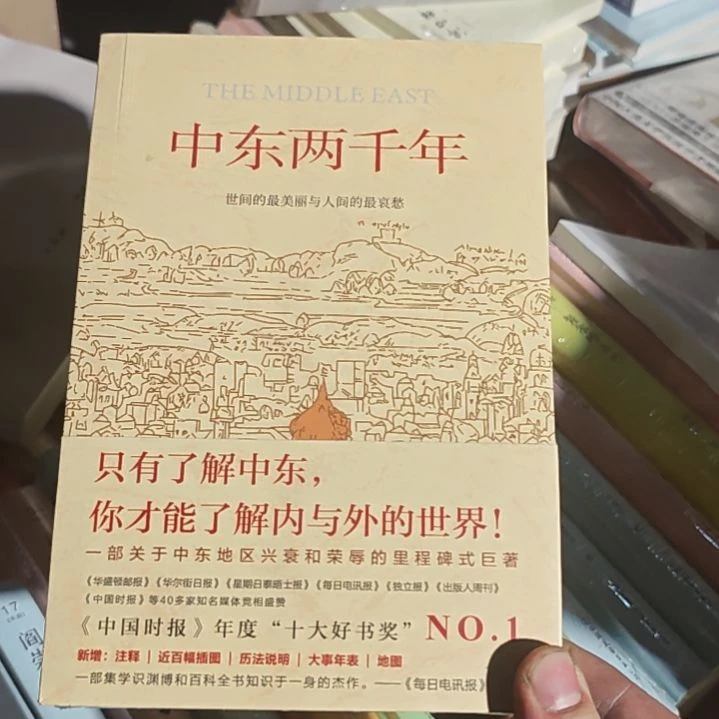 THE MIDDLE EAST
中东两千年
世间的最美丽与人间的最哀愁
只有了解中东，
你才能了解内与外的世界！
一部关于中东地区兴衰和荣辱的里程碑式巨著
《华盛顿邮报》《华尔街日报》《星期日泰晤士报》《每日电讯报》《独立报》《出版人周刊》
《中国时报》等40多家知名媒体竞相盛赞
《中国时报》年度“十大好书奖” NO.1
新增：注释 | 近百幅插图 | 历法说明 | 大事年表 | 地图
一部集学识渊博和百科全书知识于一身的杰作。——《每日电讯报》
17